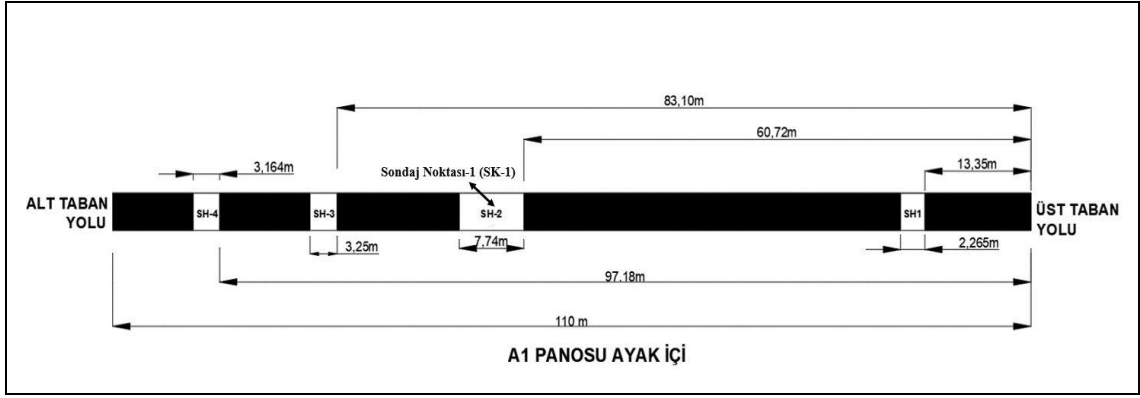 83,10m
60,72m
3,164m
Sondaj Noktası-1 (SK-1)
13,35m
ALT TABAN
YOLU
SH-4
SH-3
SH-2
SH1
ÜST TABAN
YOLU
3,25m
7,74m
2,265m
97.18m
110 m
A1 PANOSU AYAK İÇİ